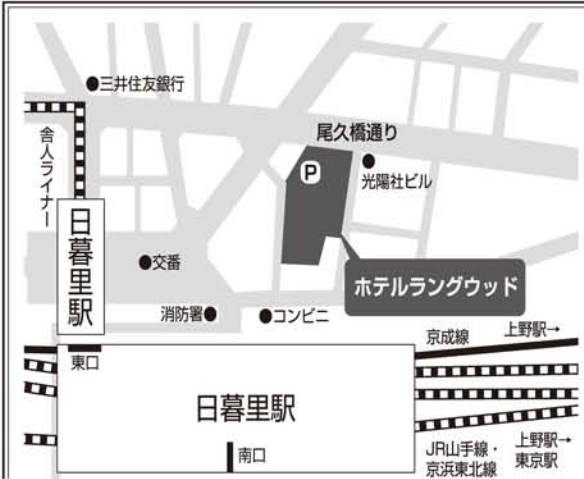 三井住友銀行
尾久橋通り
舎人ライナー
P
光陽社ビル
日暮里駅
交番
ホテルラングウッド
消防署
コンビニ
京成線
上野駅→
東口
日暮里駅
南口
JR山手線・
京浜東北線
上野駅→
東京駅